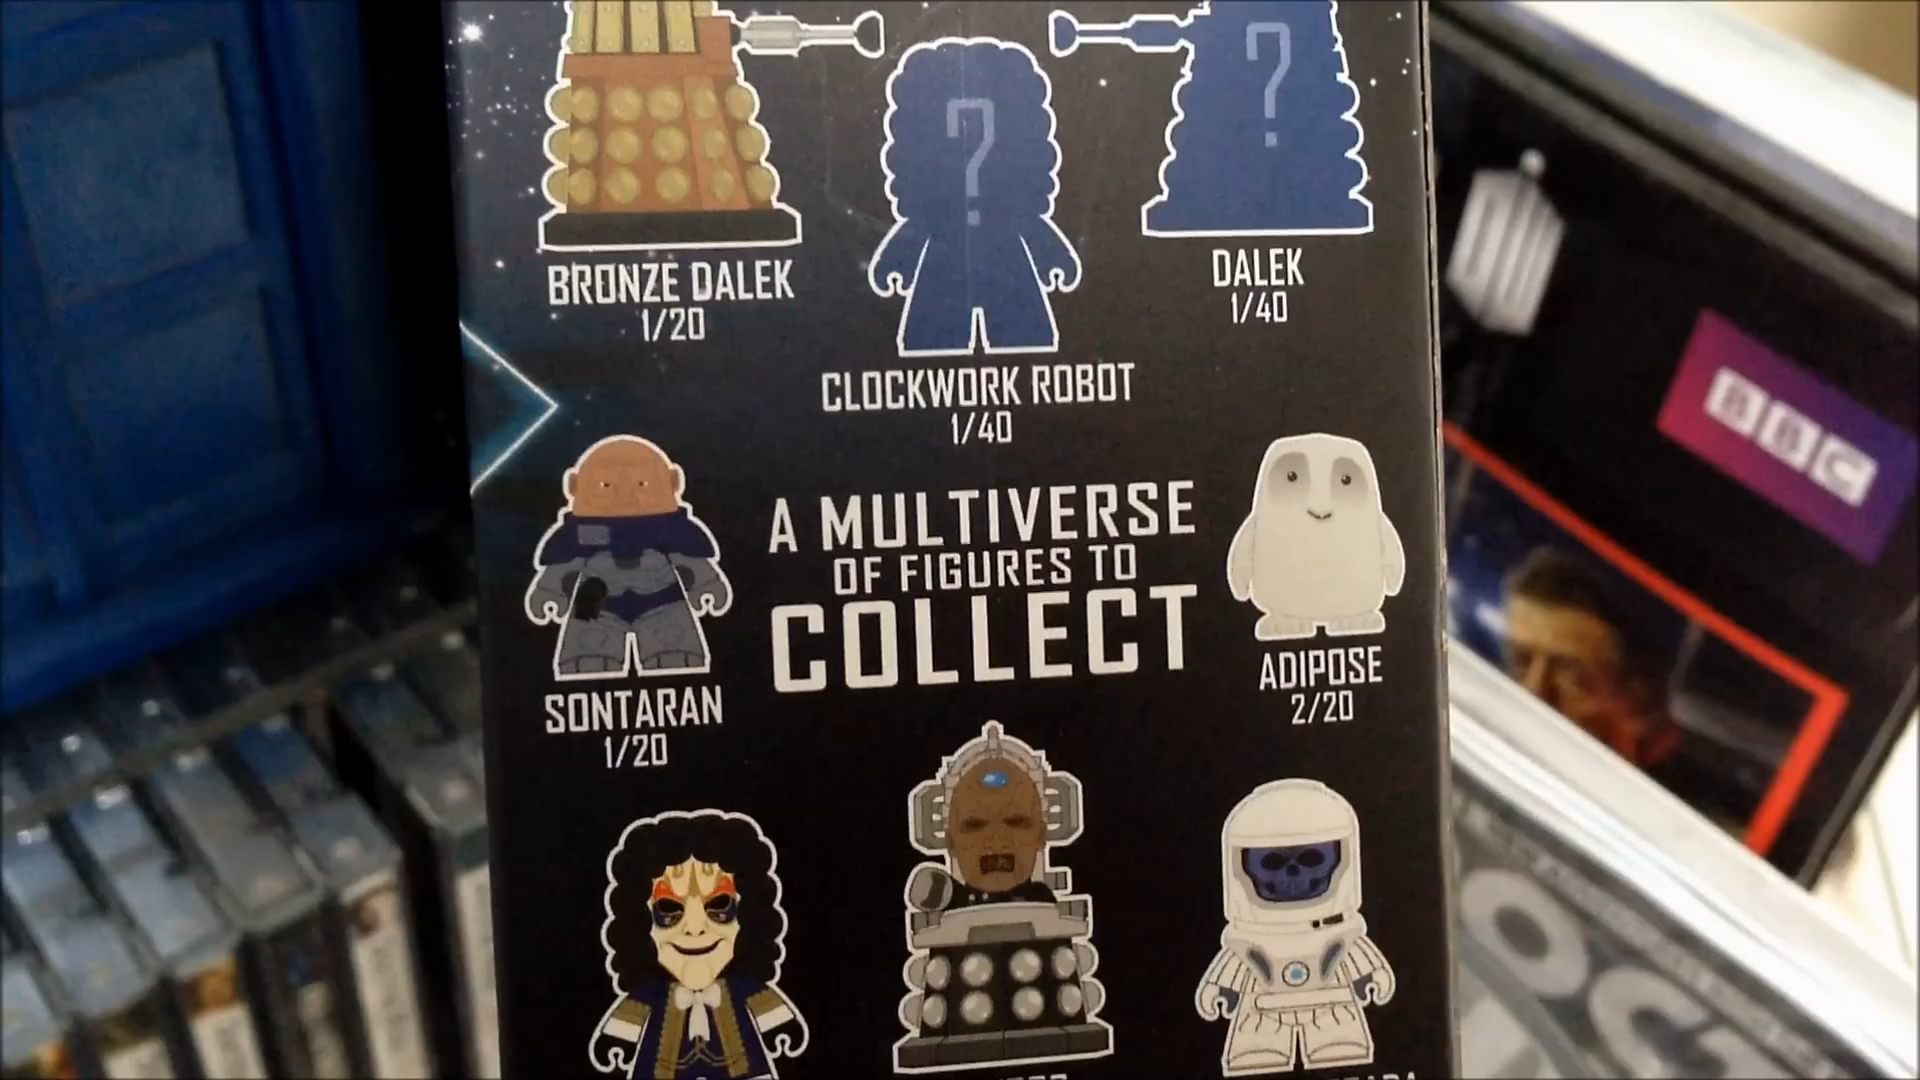 ?
?
BRONZE DALEK
1/20
DALEK
1/40
CLOCKWORK ROBOT
1/40
A MULTIVERSE
OF FIGURES TO
COLLECT
SONTARAN
1/20
ADIPOSE
2/20
BBC